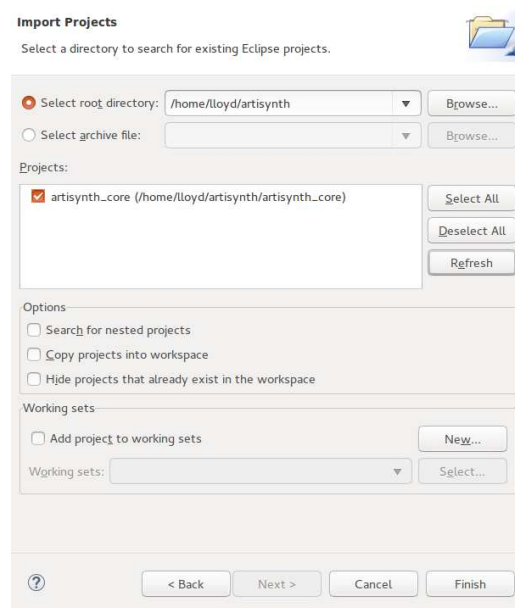 Import Projects
Select a directory to search for existing Eclipse projects.
Select root directory: /home/lloyd/artisynth Browse...
Select archive file: Browse...
Projects:
artisynth_core (/home/lloyd/artisynth/artisynth_core)
Select All
Deselect All
Refresh
Options
Search for nested projects
Copy projects into workspace
Hide projects that already exist in the workspace
Working sets
Add project to working sets New...
Working sets: Select...
? < Back Next > Cancel Finish